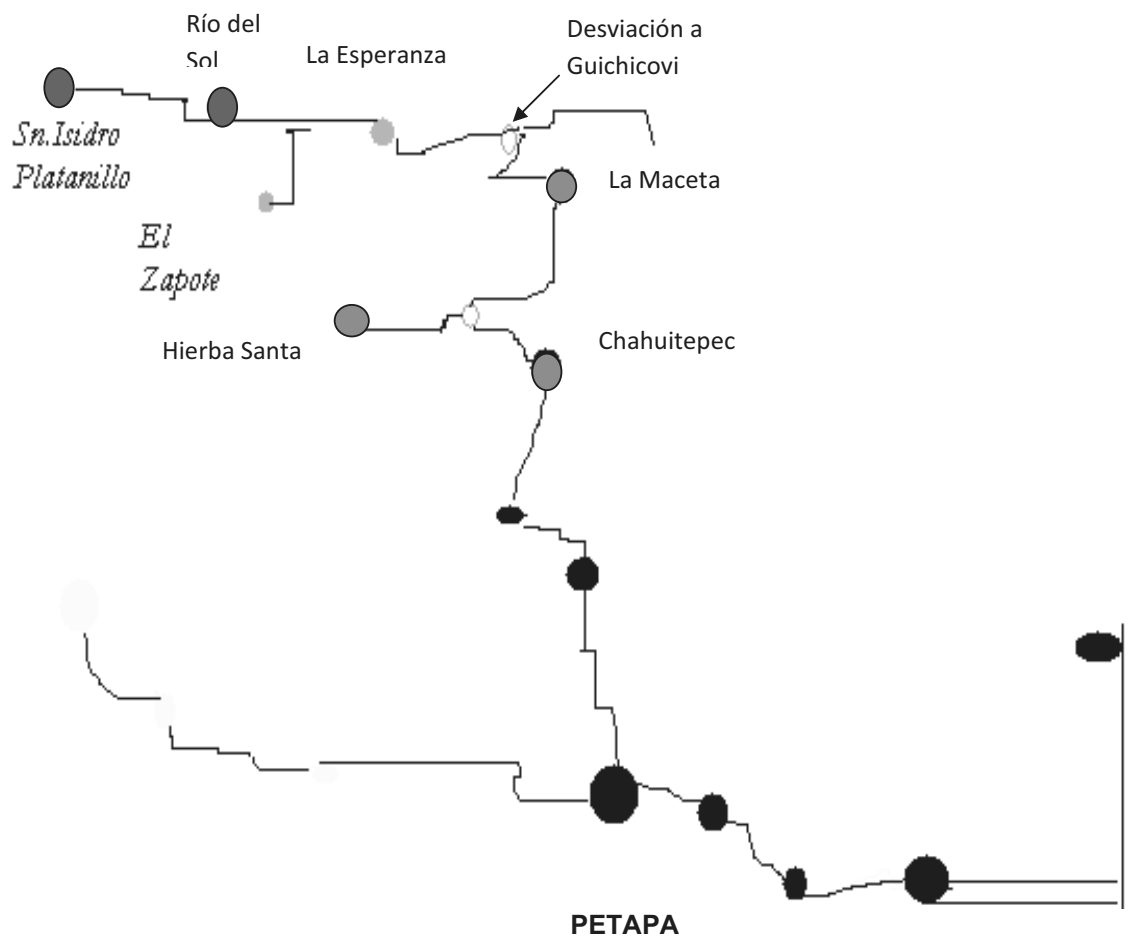 Río del
Sol
La Esperanza
Desviación a
Guichicovi
Sn.Isidro
Platanillo
La Maceta
El
Zapote
Hierba Santa
Chahuitepec
PETAPA